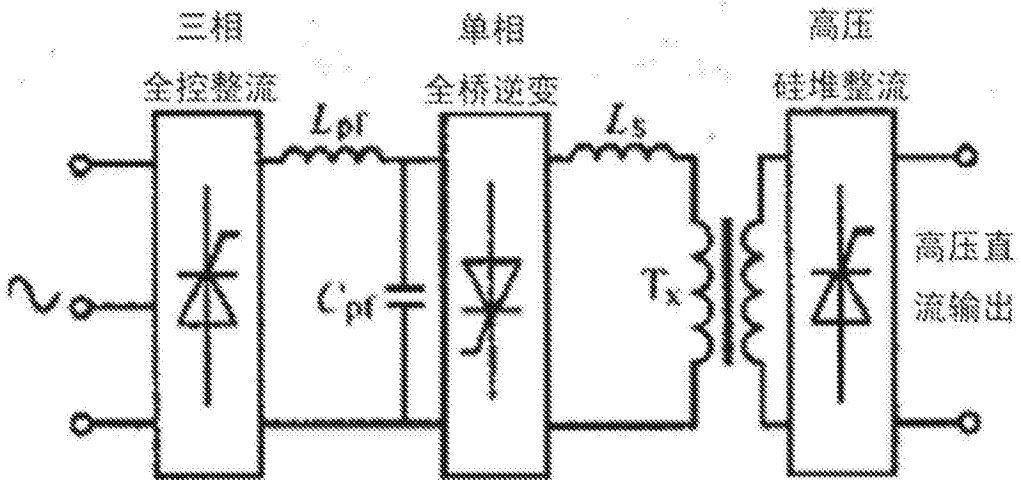 三相
全控整流
单相
全桥逆变
高压
硅堆整流
Lpf
Ls
Cpf
Tx
高压直
流输出